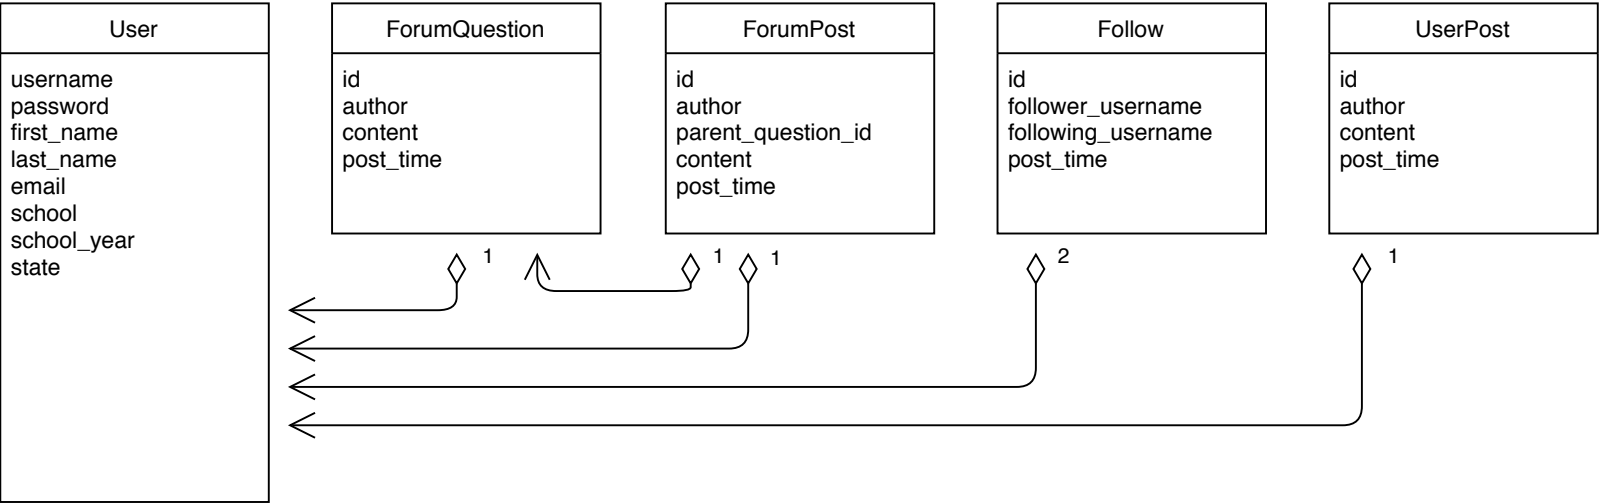 User
username
password
first_name
last_name
email
school
school_year
state
ForumQuestion
id
author
content
post_time
1
ForumPost
id
author
parent_question_id
content
post_time
1
1
Follow
id
follower_username
following_username
post_time
2
UserPost
id
author
content
post_time
1